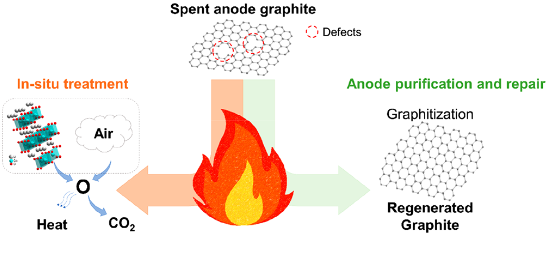 Spent anode graphite
Defects
In-situ treatment
Air
O
Heat
CO₂
Anode purification and repair
Graphitization
Regenerated
Graphite